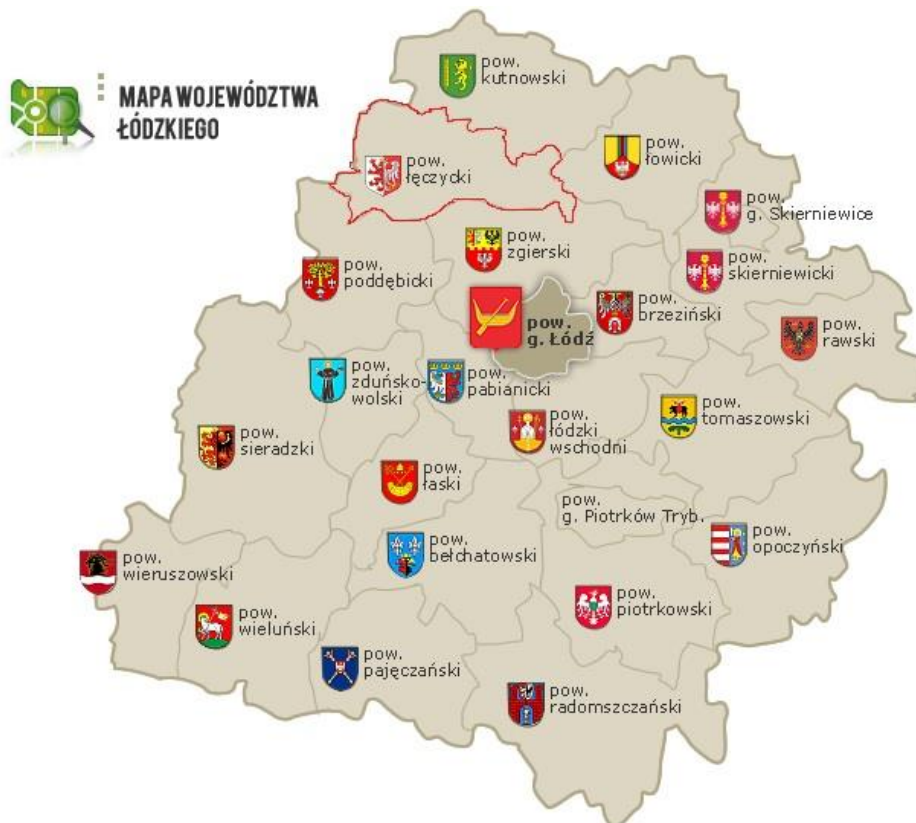 MAPA WOJEWÓDZTWA
ŁÓDZKIEGO
pow.
kutnowski
pow.
łęczycki
pow.
łowicki
pow.
g. Skierniewice
pow.
zgierski
pow.
skierniewicki
pow.
poddębicki
pow.
g. Łódź
pow.
brzeziński
pow.
rawski
pow.
zduńsko-
wolski
pow.
pabianicki
pow.
tomaszowski
pow.
sieradzki
pow.
łódzki
wschodni
pow.
łaski
pow.
g. Piotrków Tryb.
pow.
bełchatowski
pow.
opoczyński
pow.
wieruszowski
pow.
piotrkowski
pow.
wieluński
pow.
pajęczański
pow.
radomszczański